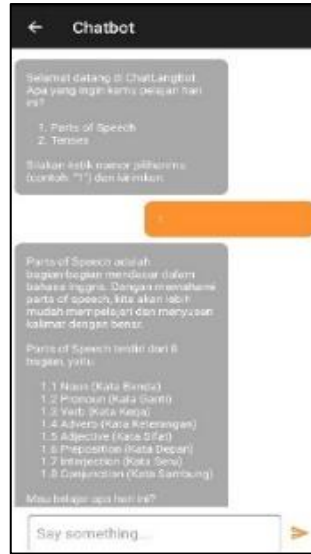 Chatbot
Selamat datang di ChatLangBot
Apa yang ingin kamu pelajari hari
ini?
1. Parts of Speech
2. Tenses
Silakan ketik nomor pilihanmu
(contoh: "1") dan kirimkan
1
Parts of Speech adalah
bagian-bagian mendasar dalam
bahasa Inggris. Dengan memahami
parts of speech, kita akan lebih
mudah mempelajari dan menyusun
kalimat dengan benar.
Parts of Speech terdiri dari 8
bagian, yaitu:
1.1 Noun (Kata Benda)
1.2 Pronoun (Kata Ganti)
1.3 Verb (Kata Kerja)
1.4 Adverb (Kata Keterangan)
1.5 Adjective (Kata Sifat)
1.6 Preposition (Kata Depan)
1.7 Interjection (Kata Seru)
1.8 Conjunction (Kata Sambung)
Mau belajar apa hari ini?
Say something...